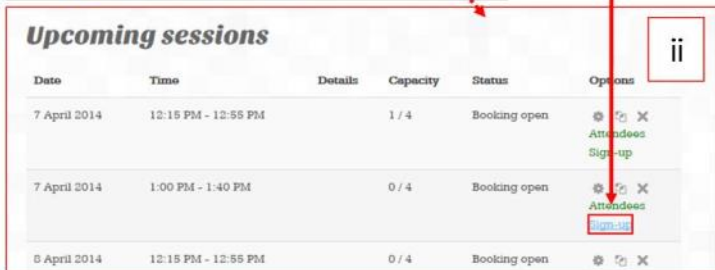 Upcoming sessions
ii
Date Time Details Capacity Status Options
7 April 2014 12:15 PM - 12:55 PM 1 / 4 Booking open
Attendees
Sign-up
7 April 2014 1:00 PM - 1:40 PM 0 / 4 Booking open
Attendees
Sign-up
8 April 2014 12:15 PM - 12:55 PM 0 / 4 Booking open